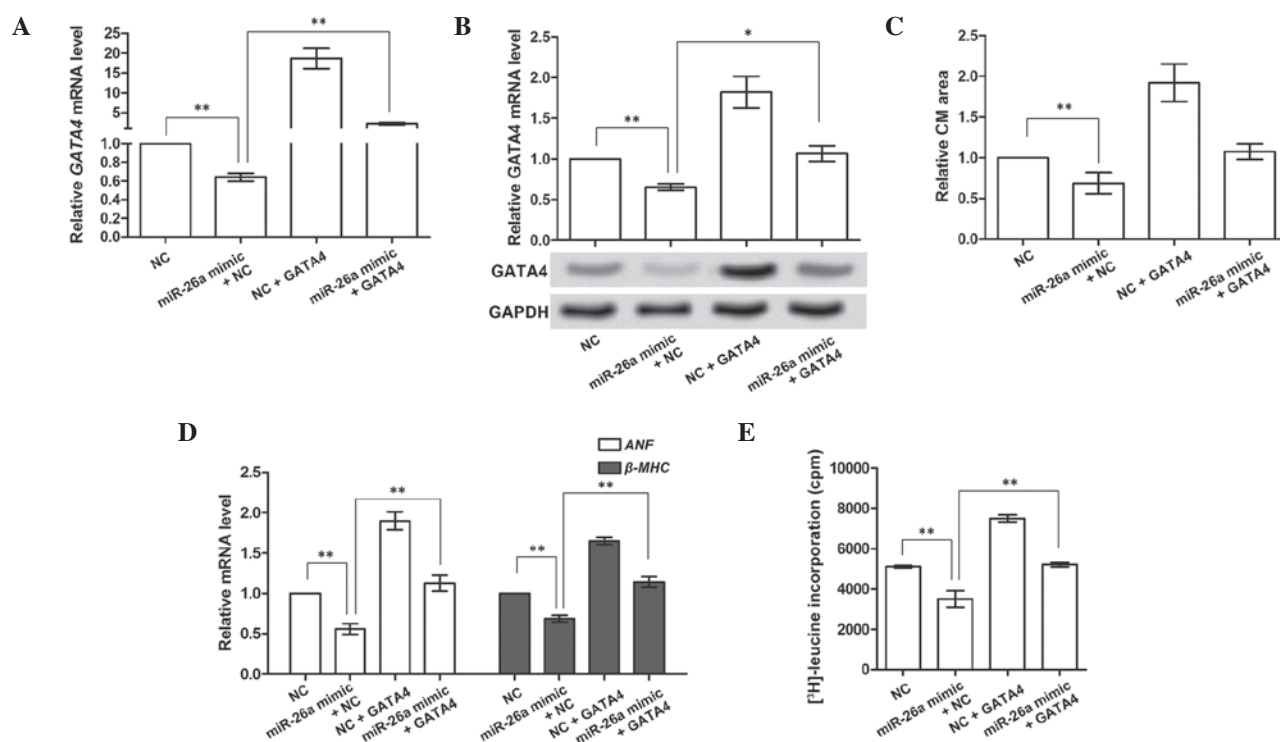 A
Relative GATA4 mRNA level
25
20
15
10
5
1.0
0.8
0.6
0.4
0.2
0.0
**
**
NC
miR-26a mimic
+ NC
NC + GATA4
miR-26a mimic
+ GATA4
B
Relative GATA4 mRNA level
2.5
2.0
1.5
1.0
0.5
0.0
**
*
GATA4
GAPDH
NC
miR-26a mimic
+ NC
NC + GATA4
miR-26a mimic
+ GATA4
C
Relative CM area
2.5
2.0
1.5
1.0
0.5
0.0
**
NC
miR-26a mimic
+ NC
NC + GATA4
miR-26a mimic
+ GATA4
D
ANF
β-MHC
Relative mRNA level
2.5
2.0
1.5
1.0
0.5
0.0
**
**
**
**
NC
miR-26a mimic
+ NC
NC + GATA4
miR-26a mimic
+ GATA4
NC
miR-26a mimic
+ NC
NC + GATA4
miR-26a mimic
+ GATA4
E
[³H]-leucine incorporation (cpm)
10000
8000
6000
4000
2000
0
**
**
NC
miR-26a mimic
+ NC
NC + GATA4
miR-26a mimic
+ GATA4